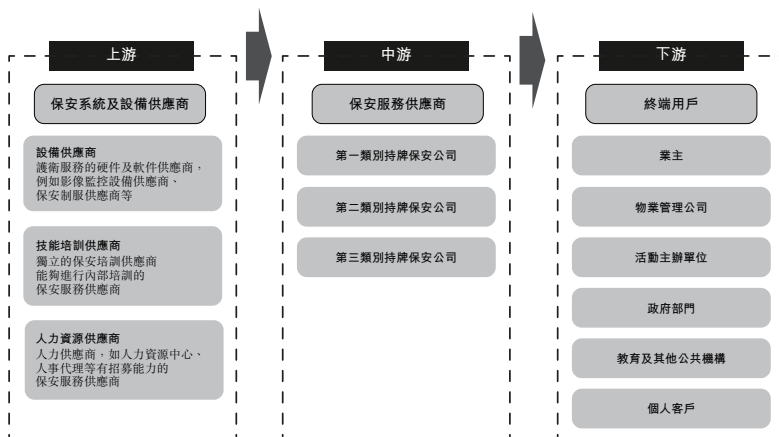 上游
保安系統及設備供應商
設備供應商
護衛服務的硬件及軟件供應商，
例如影像監控設備供應商、
保安制服供應商等
技能培訓供應商
獨立的保安培訓供應商
能夠進行內部培訓的
保安服務供應商
人力資源供應商
人力供應商，如人力資源中心、
人事代理等有招募能力的
保安服務供應商
中游
保安服務供應商
第一類別持牌保安公司
第二類別持牌保安公司
第三類別持牌保安公司
下游
終端用戶
業主
物業管理公司
活動主辦單位
政府部門
教育及其他公共機構
個人客戶